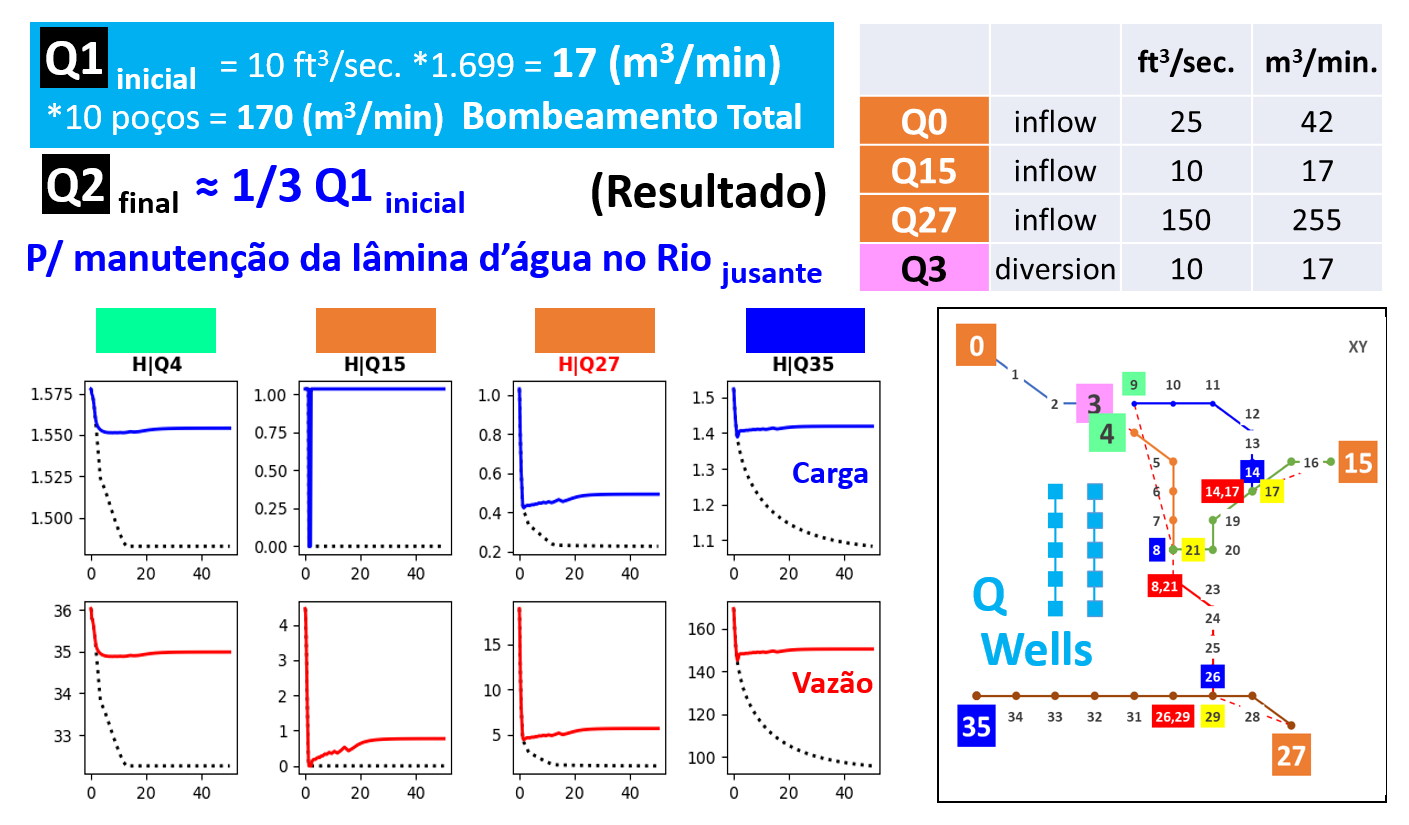 Q1 inicial = 10 ft³/sec. *1.699 = 17 (m³/min)
*10 poços = 170 (m³/min) Bombeamento Total
Q2 final ≈ 1/3 Q1 inicial (Resultado)
P/ manutenção da lâmina d’água no Rio jusante
ft³/sec. m³/min.
Q0 inflow 25 42
Q15 inflow 10 17
Q27 inflow 150 255
Q3 diversion 10 17
H|Q4
1.575
1.550
1.525
1.500
0 20 40
H|Q15
1.00
0.75
0.50
0.25
0.00
0 20 40
H|Q27
1.0
0.8
0.6
0.4
0.2
0 20 40
H|Q35
1.5
1.4
1.3
1.2
1.1
0 20 40
Carga
36
35
34
33
0 20 40
4
3
2
1
0
0 20 40
15
10
5
0 20 40
160
140
120
100
0 20 40
Vazão
XY
0
1
2
3
9 10 11
12
4
13
5
14
16
15
6
14,17
17
7
19
8
21
20
8,21
23
Q
Wells
24
25
26
35
34 33 32 31
26,29
29
28
27